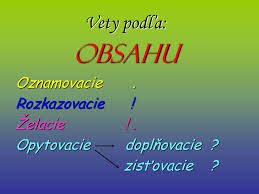 Vety podľa:
OBSAHU
Oznamovacie .
Rozkazovacie !
Želacie ! .
Opytovacie doplňovacie ?
zisťovacie ?